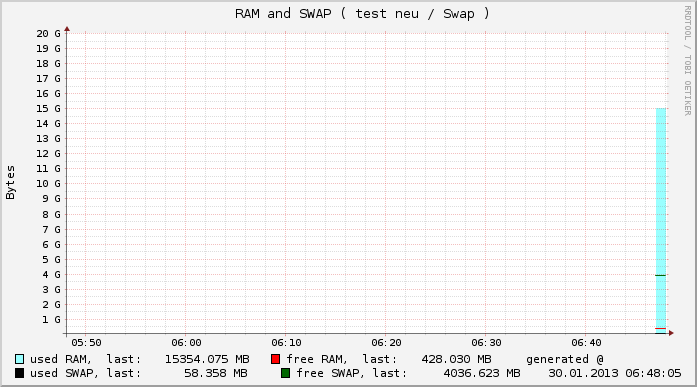 RAM and SWAP ( test neu / Swap )
RRDTOOL / TOBI OETIKER
Bytes
20 G
19 G
18 G
17 G
16 G
15 G
14 G
13 G
12 G
11 G
10 G
9 G
8 G
7 G
6 G
5 G
4 G
3 G
2 G
1 G
05:50 06:00 06:10 06:20 06:30 06:40
used RAM, last: 15354.075 MB free RAM, last: 428.030 MB generated @
used SWAP, last: 58.358 MB free SWAP, last: 4036.623 MB 30.01.2013 06:48:05